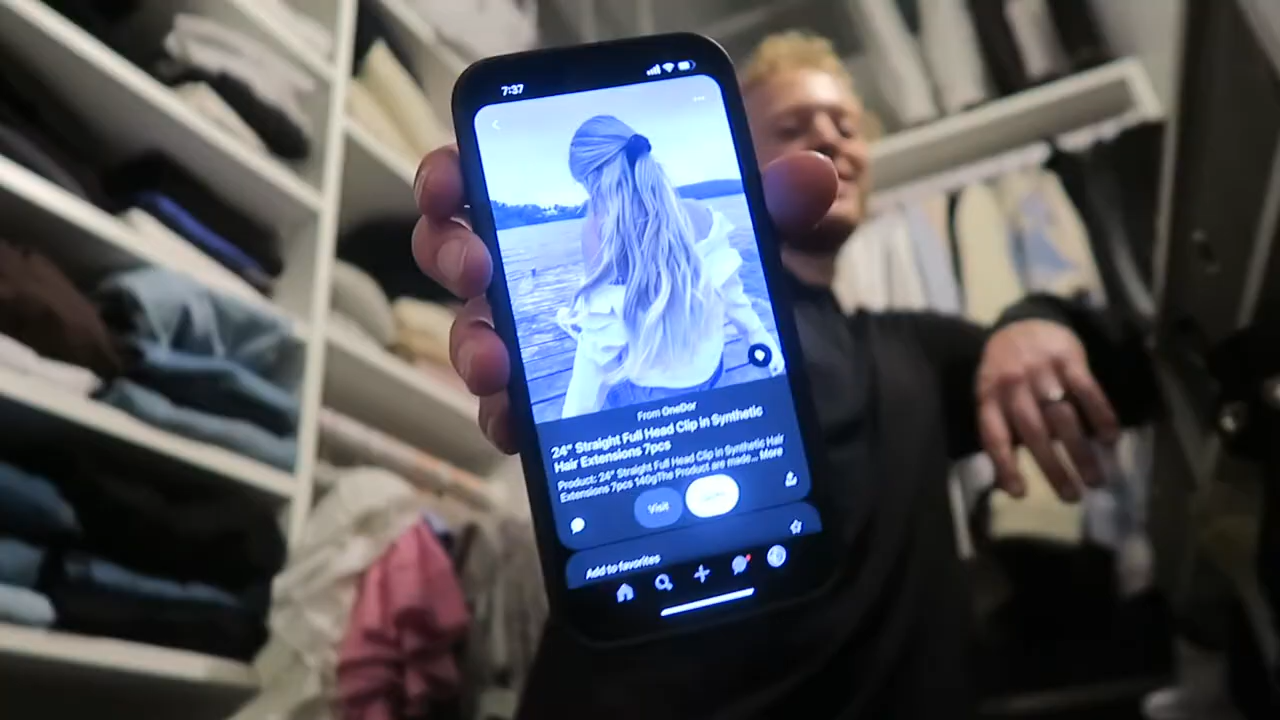 7:37
From OneDor
24" Straight Full Head Clip in Synthetic
Hair Extensions 7pcs
Product: 24" Straight Full Head Clip in Synthetic Hair
Extensions 7pcs 140gThe Product are made... More
Visit
Add to favorites